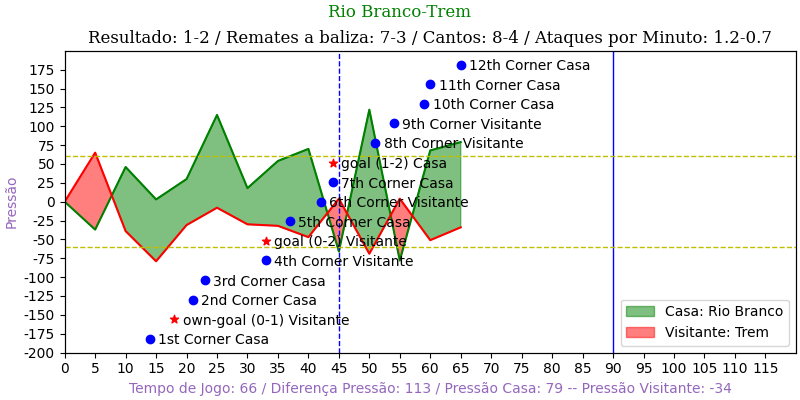 Rio Branco-Trem
Resultado: 1-2 / Remates a baliza: 7-3 / Cantos: 8-4 / Ataques por Minuto: 1.2-0.7
175
150
125
100
75
50
25
0
-25
-50
-75
-100
-125
-150
-175
-200
Pressão
12th Corner Casa
11th Corner Casa
10th Corner Casa
9th Corner Visitante
8th Corner Visitante
goal (1-2) Casa
7th Corner Casa
6th Corner Visitante
5th Corner Casa
goal (0-2) Visitante
4th Corner Visitante
3rd Corner Casa
2nd Corner Casa
own-goal (0-1) Visitante
1st Corner Casa
Casa: Rio Branco
Visitante: Trem
0 5 10 15 20 25 30 35 40 45 50 55 60 65 70 75 80 85 90 95 100 105 110 115
Tempo de Jogo: 66 / Diferença Pressão: 113 / Pressão Casa: 79 -- Pressão Visitante: -34